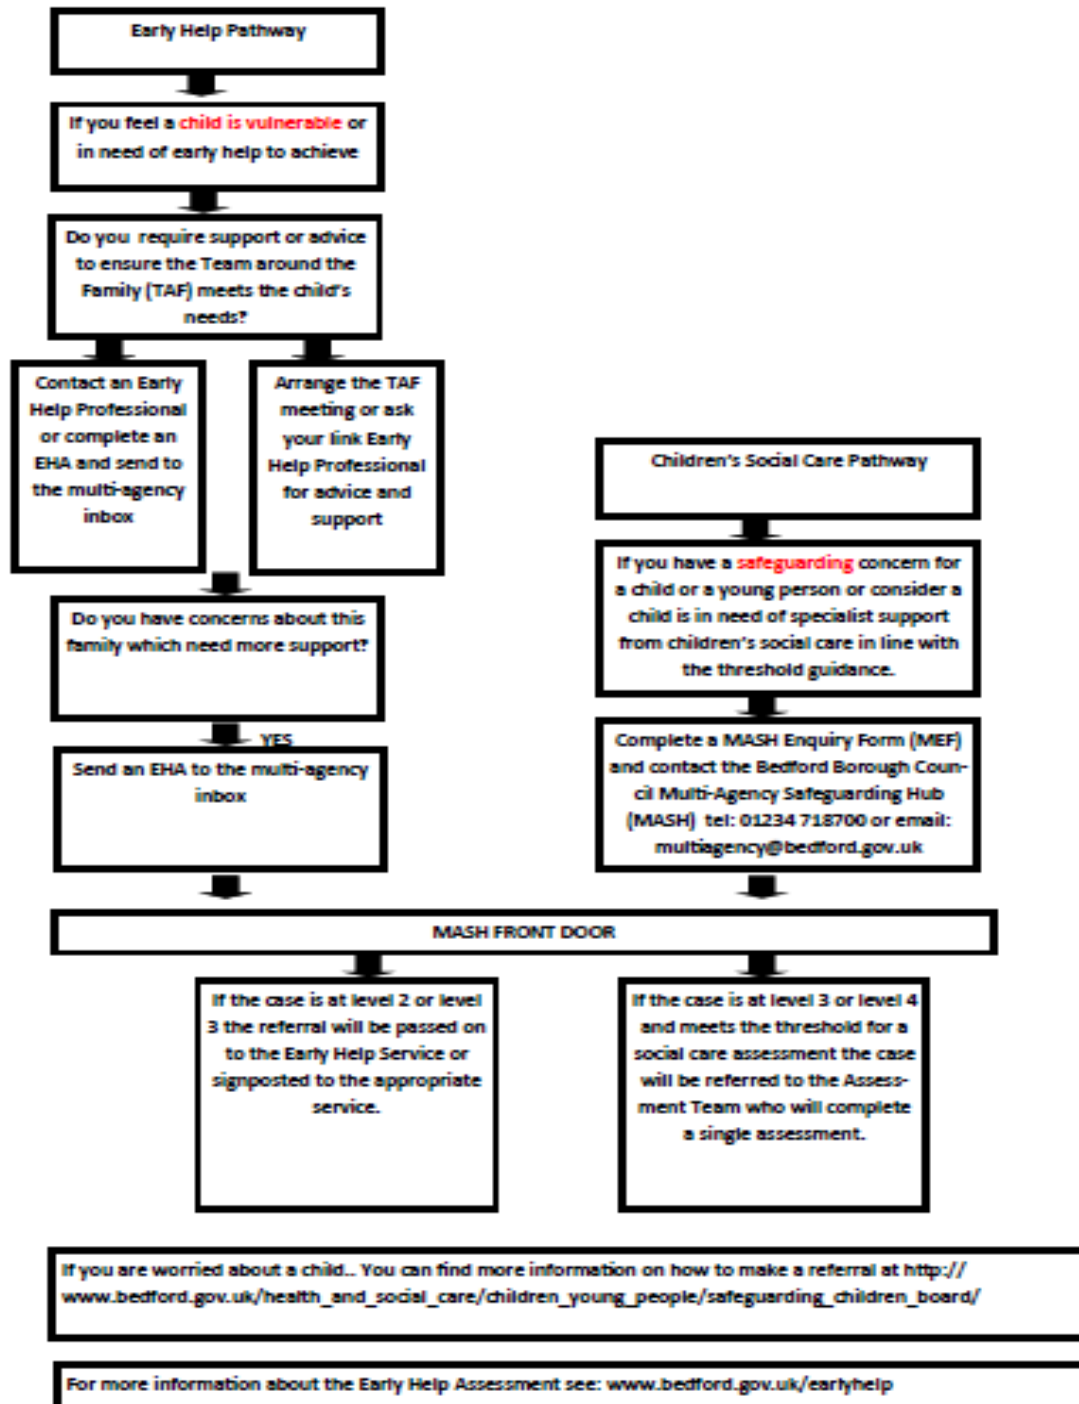 Early Help Pathway
If you feel a child is vulnerable or
in need of early help to achieve
Do you require support or advice
to ensure the Team around the
Family (TAF) meets the child's
needs?
Contact an Early
Help Professional
or complete an
EHA and send to
the multi-agency
inbox
Arrange the TAF
meeting or ask
your link Early
Help Professional
for advice and
support
Do you have concerns about this
family which need more support?
YES
Send an EHA to the multi-agency
inbox
Children's Social Care Pathway
If you have a safeguarding concern for
a child or a young person or consider a
child is in need of specialist support
from children's social care in line with
the threshold guidance.
Complete a MASH Enquiry Form (MEF)
and contact the Bedford Borough Coun-
cil Multi-Agency Safeguarding Hub
(MASH) tel: 01234 718700 or email:
multiagency@bedford.gov.uk
MASH FRONT DOOR
If the case is at level 2 or level
3 the referral will be passed on
to the Early Help Service or
signposted to the appropriate
service.
If the case is at level 3 or level 4
and meets the threshold for a
social care assessment the case
will be referred to the Assess-
ment Team who will complete
a single assessment.
If you are worried about a child.. You can find more information on how to make a referral at http://
www.bedford.gov.uk/health_and_social_care/children_young_people/safeguarding_children_board/
For more information about the Early Help Assessment see: www.bedford.gov.uk/earlyhelp